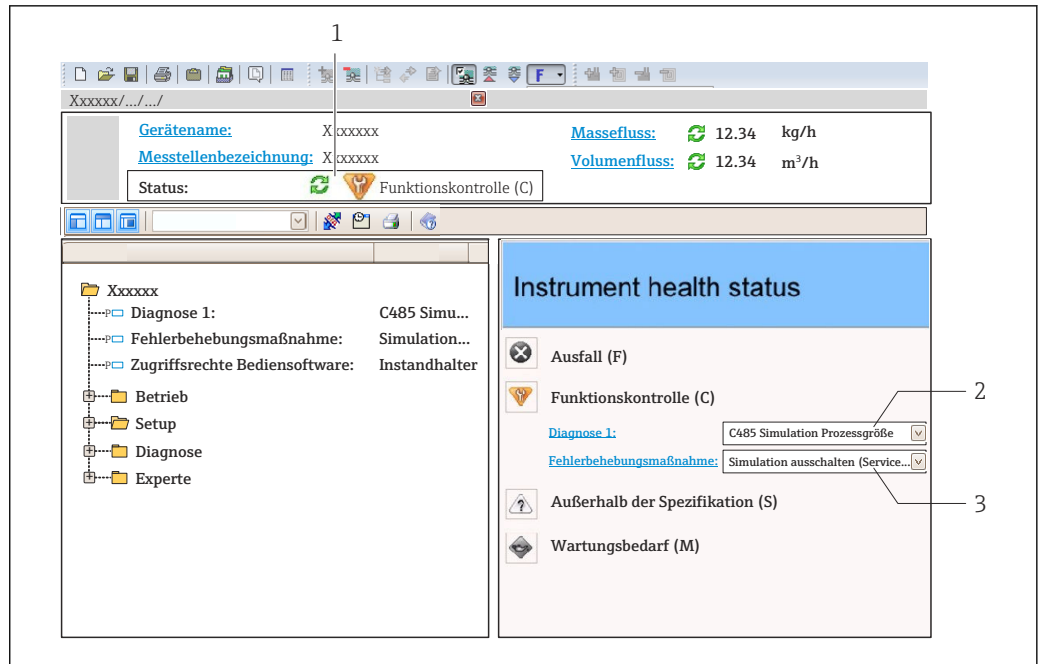 1
F
Xxxxxx/.../.../
Gerätename: Xxxxxxx
Massefluss: 12.34 kg/h
Messstellenbezeichnung: Xxxxxxx
Volumenfluss: 12.34 m³/h
Status: Funktionskontrolle (C)
Xxxxxx
P Diagnose 1: C485 Simu...
P Fehlerbehebungsmaßnahme: Simulation...
P Zugriffsrechte Bediensoftware: Instandhalter
Betrieb
Setup
Diagnose
Experte
Instrument health status
Ausfall (F)
Funktionskontrolle (C)
2
Diagnose 1: C485 Simulation Prozessgröße
Fehlerbehebungsmaßnahme: Simulation ausschalten (Service...
Außerhalb der Spezifikation (S)
3
Wartungsbedarf (M)